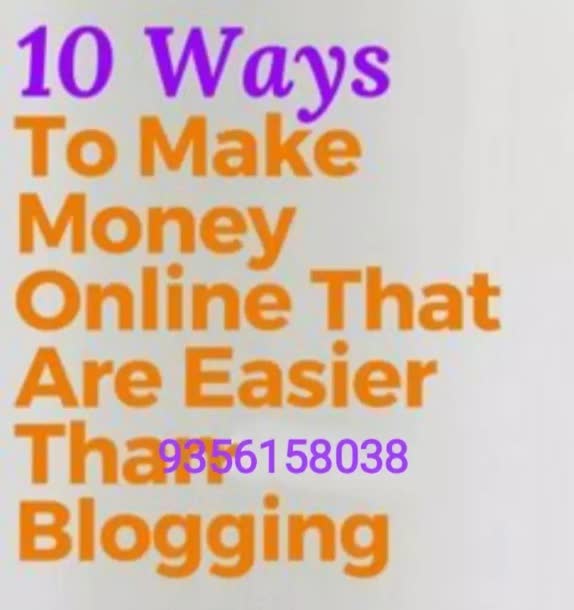 10 Ways
To Make
Money
Online That
Are Easier
Than
9356158038
Blogging